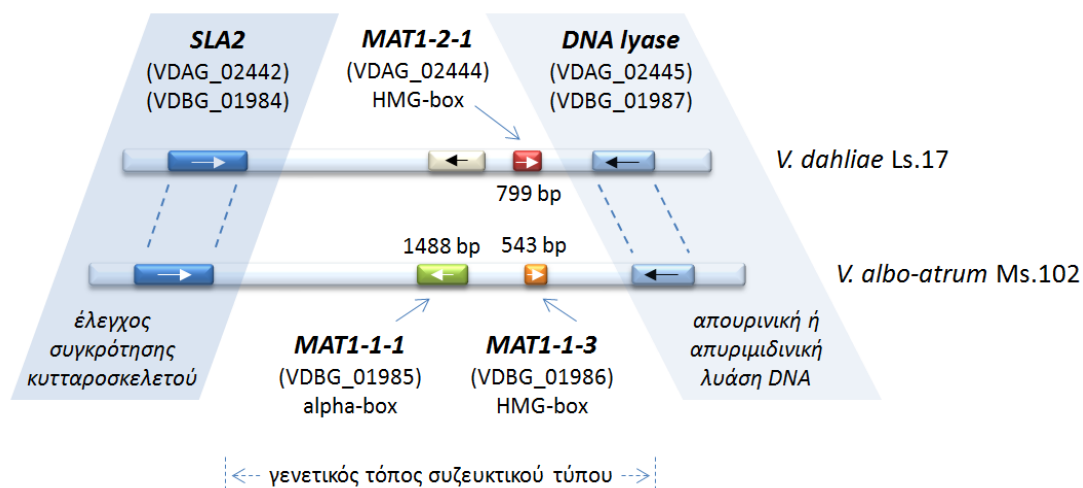 SLA2
(VDAG_02442)
(VDBG_01984)
MAT1-2-1
(VDAG_02444)
HMG-box
DNA lyase
(VDAG_02445)
(VDBG_01987)
V. dahliae Ls.17
799 bp
1488 bp
543 bp
V. albo-atrum Ms.102
έλεγχος
συγκρότησης
κυτταροσκελετού
MAT1-1-1
(VDBG_01985)
alpha-box
MAT1-1-3
(VDBG_01986)
HMG-box
απουρινική ή
απυριμιδινική
λυάση DNA
γενετικός τόπος συζευκτικού τύπου